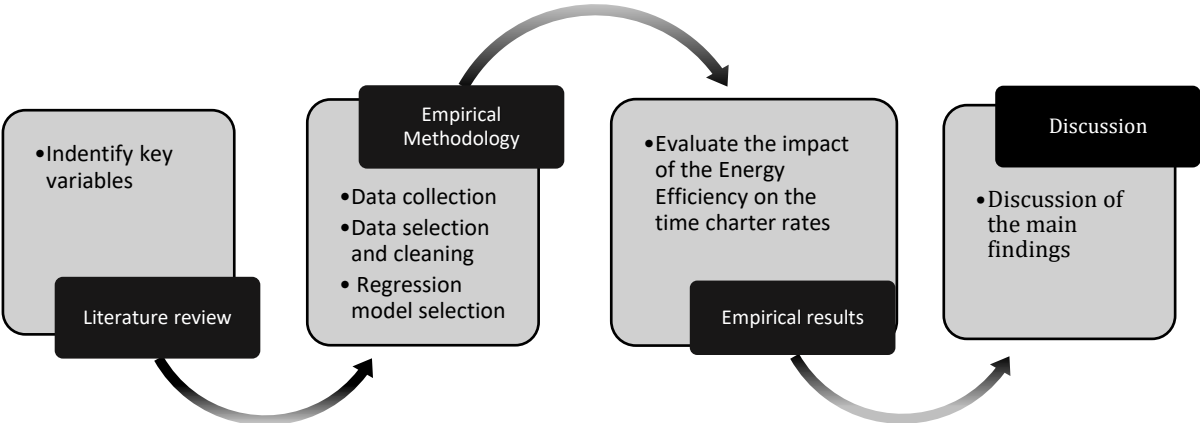 •Indentify key
variables
Literature review
Empirical
Methodology
•Data collection
•Data selection
and cleaning
• Regression
model selection
•Evaluate the impact
of the Energy
Efficiency on the
time charter rates
Empirical results
Discussion
•Discussion of
the main
findings